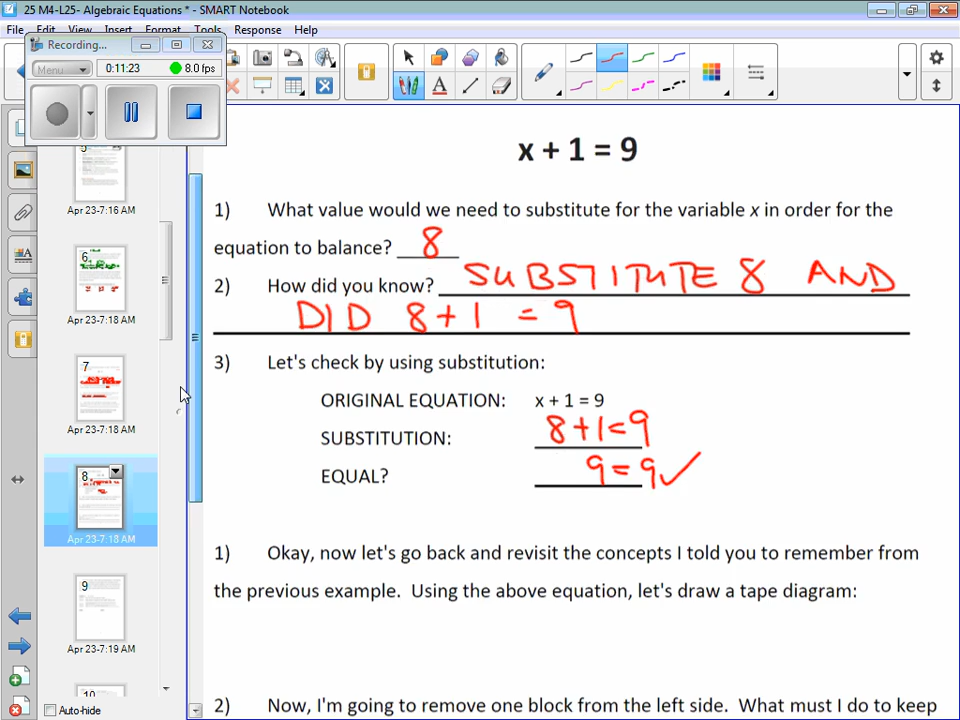 25 M4-L25- Algebraic Equations * - SMART Notebook
File Edit View Insert Format Tools Response Help
Recording...
Menu 0:11:23 8.0 fps
x + 1 = 9
1) What value would we need to substitute for the variable x in order for the
equation to balance? 8
2) How did you know? SUBSTITUTE 8 AND
DID 8+1 = 9
3) Let's check by using substitution:
ORIGINAL EQUATION: x + 1 = 9
SUBSTITUTION: 8+1=9
EQUAL? 9=9✓
1) Okay, now let's go back and revisit the concepts I told you to remember from
the previous example. Using the above equation, let's draw a tape diagram:
2) Now, I'm going to remove one block from the left side. What must I do to keep
Apr 23-7:16 AM
6.
Apr 23-7:18 AM
7
Apr 23-7:18 AM
8.
Apr 23-7:18 AM
9
Apr 23-7:19 AM
10
Auto-hide